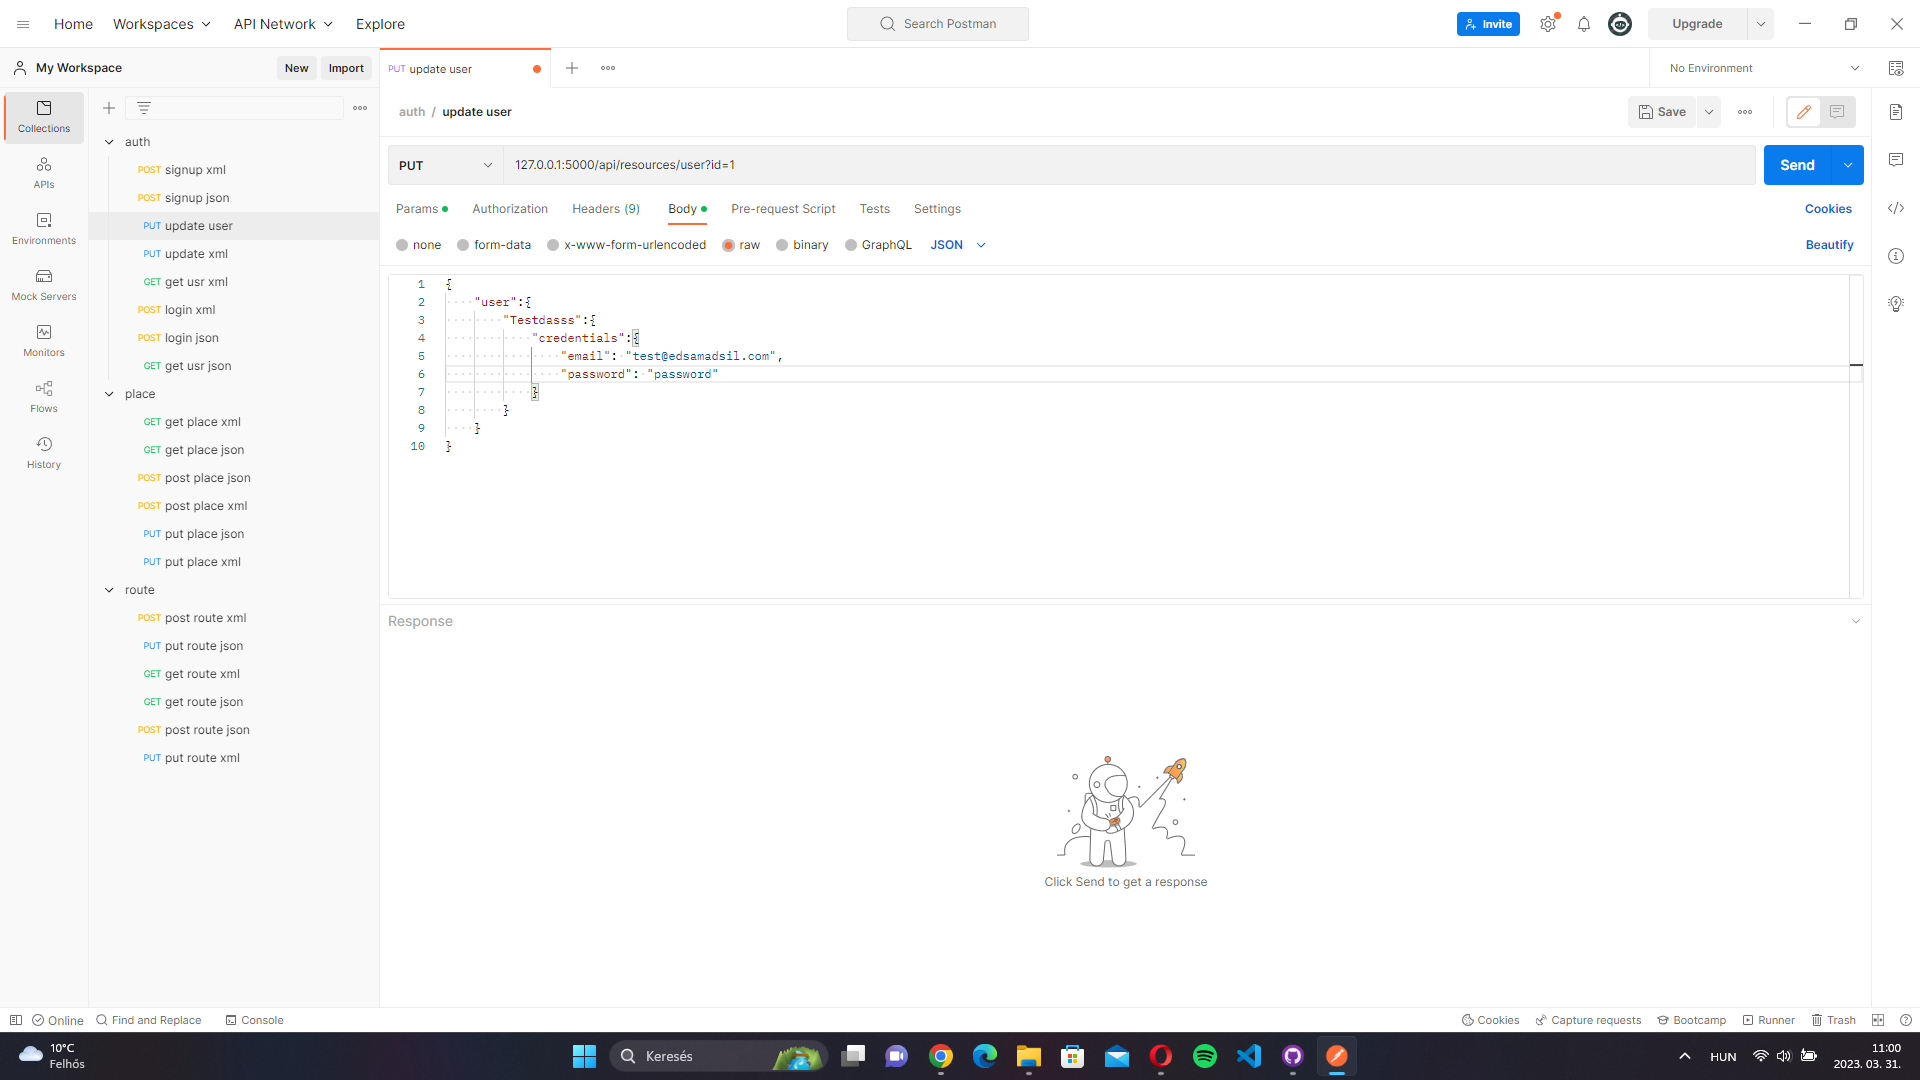 Home Workspaces API Network Explore
Search Postman
Invite Upgrade
My Workspace New Import
PUT update user
No Environment
auth / update user
Save
Collections
APIs
Environments
Mock Servers
Monitors
Flows
History
auth
POST signup xml
POST signup json
PUT update user
PUT update xml
GET get usr xml
POST login xml
POST login json
GET get usr json
place
GET get place xml
GET get place json
POST post place json
POST post place xml
PUT put place json
PUT put place xml
route
POST post route xml
PUT put route json
GET get route xml
GET get route json
POST post route json
PUT put route xml
PUT 127.0.0.1:5000/api/resources/user?id=1 Send
Params Authorization Headers (9) Body Pre-request Script Tests Settings Cookies
none form-data x-www-form-urlencoded raw binary GraphQL JSON Beautify
1 {
2 "user":{
3 "Testdasss":{
4 "credentials":{
5 "email": "test@edsamadsil.com",
6 "password": "password"
7 }
8 }
9 }
10 }
Response
Click Send to get a response
Online Find and Replace Console
Cookies Capture requests Bootcamp Runner Trash
10°C
Felhős
Keresés
HUN
11:00
2023. 03. 31.